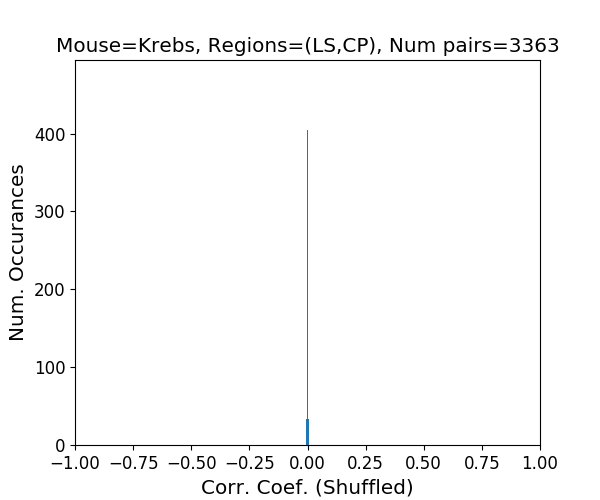 Mouse=Krebs, Regions=(LS,CP), Num pairs=3363
400
300
200
100
0
Num. Occurances
−1.00 −0.75 −0.50 −0.25 0.00 0.25 0.50 0.75 1.00
Corr. Coef. (Shuffled)